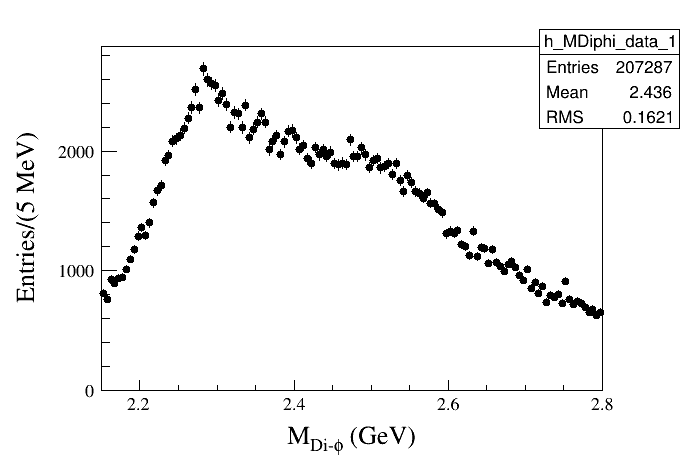 h_MDiphi_data_1
Entries 207287
Mean 2.436
RMS 0.1621
Entries/(5 MeV)
2000
1000
0
2.2 2.4 2.6 2.8
M_Di-ϕ (GeV)